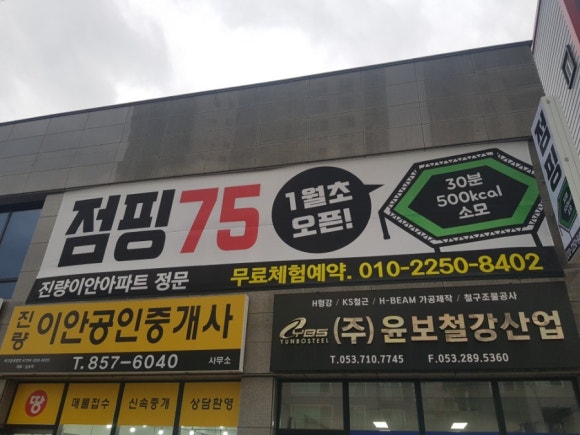 점핑75
1월초
오픈!
30분
500kcal
소모
진량이안아파트 정문
무료체험예약. 010-2250-8402
점핑
진량
이안공인중개사
T.857-6040
사무소
H형강 / KS철근 / H-BEAM 가공제작 / 철구조물공사
YBS
YUNBOSTEEL
(주)윤보철강산업
T.053.710.7745
F.053.289.5360
땅
매물접수
신속중개
상담환영